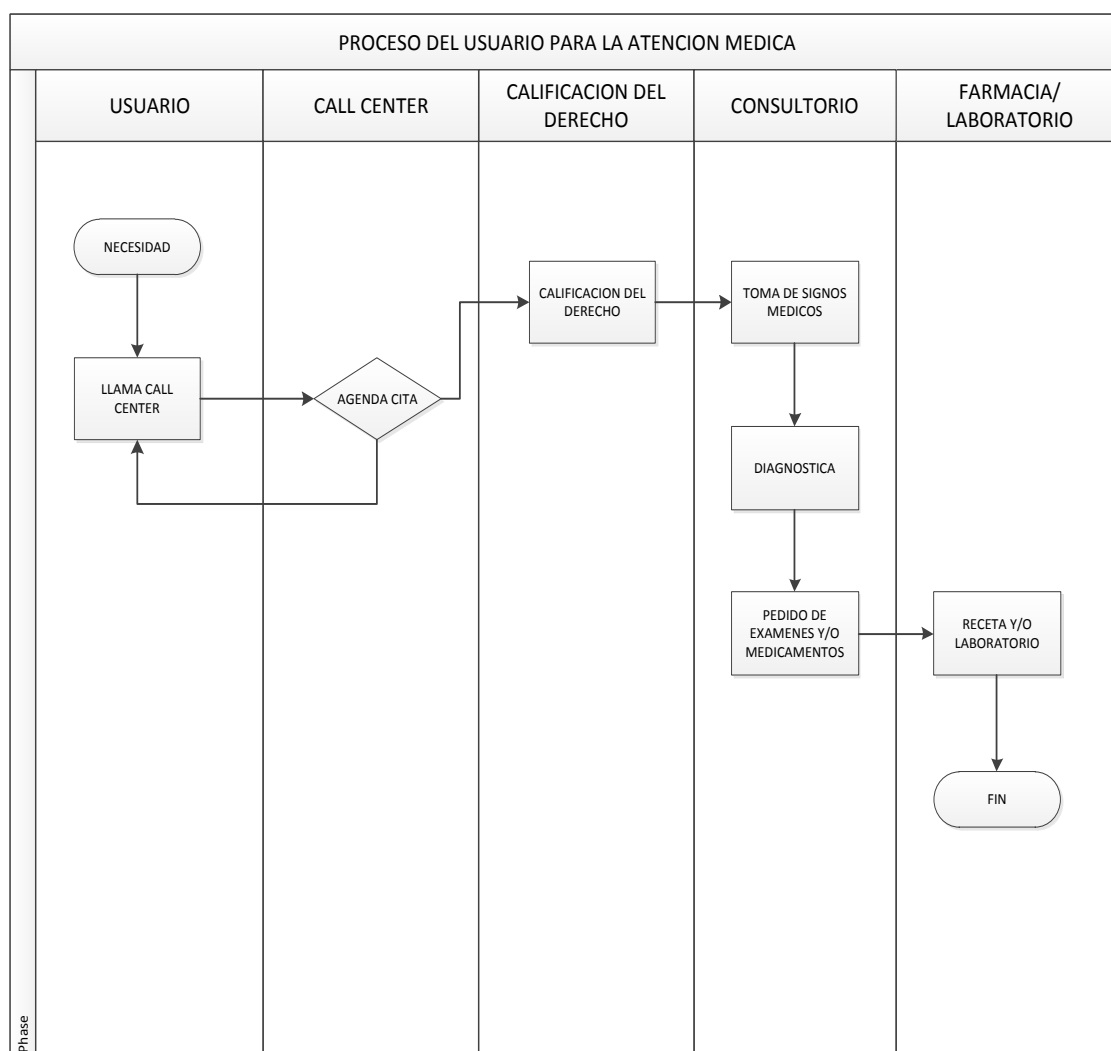 PROCESO DEL USUARIO PARA LA ATENCION MEDICA
USUARIO
CALL CENTER
CALIFICACION DEL
DERECHO
CONSULTORIO
FARMACIA/
LABORATORIO
NECESIDAD
LLAMA CALL
CENTER
AGENDA CITA
CALIFICACION DEL
DERECHO
TOMA DE SIGNOS
MEDICOS
DIAGNOSTICA
PEDIDO DE
EXAMENES Y/O
MEDICAMENTOS
RECETA Y/O
LABORATORIO
FIN
Phase